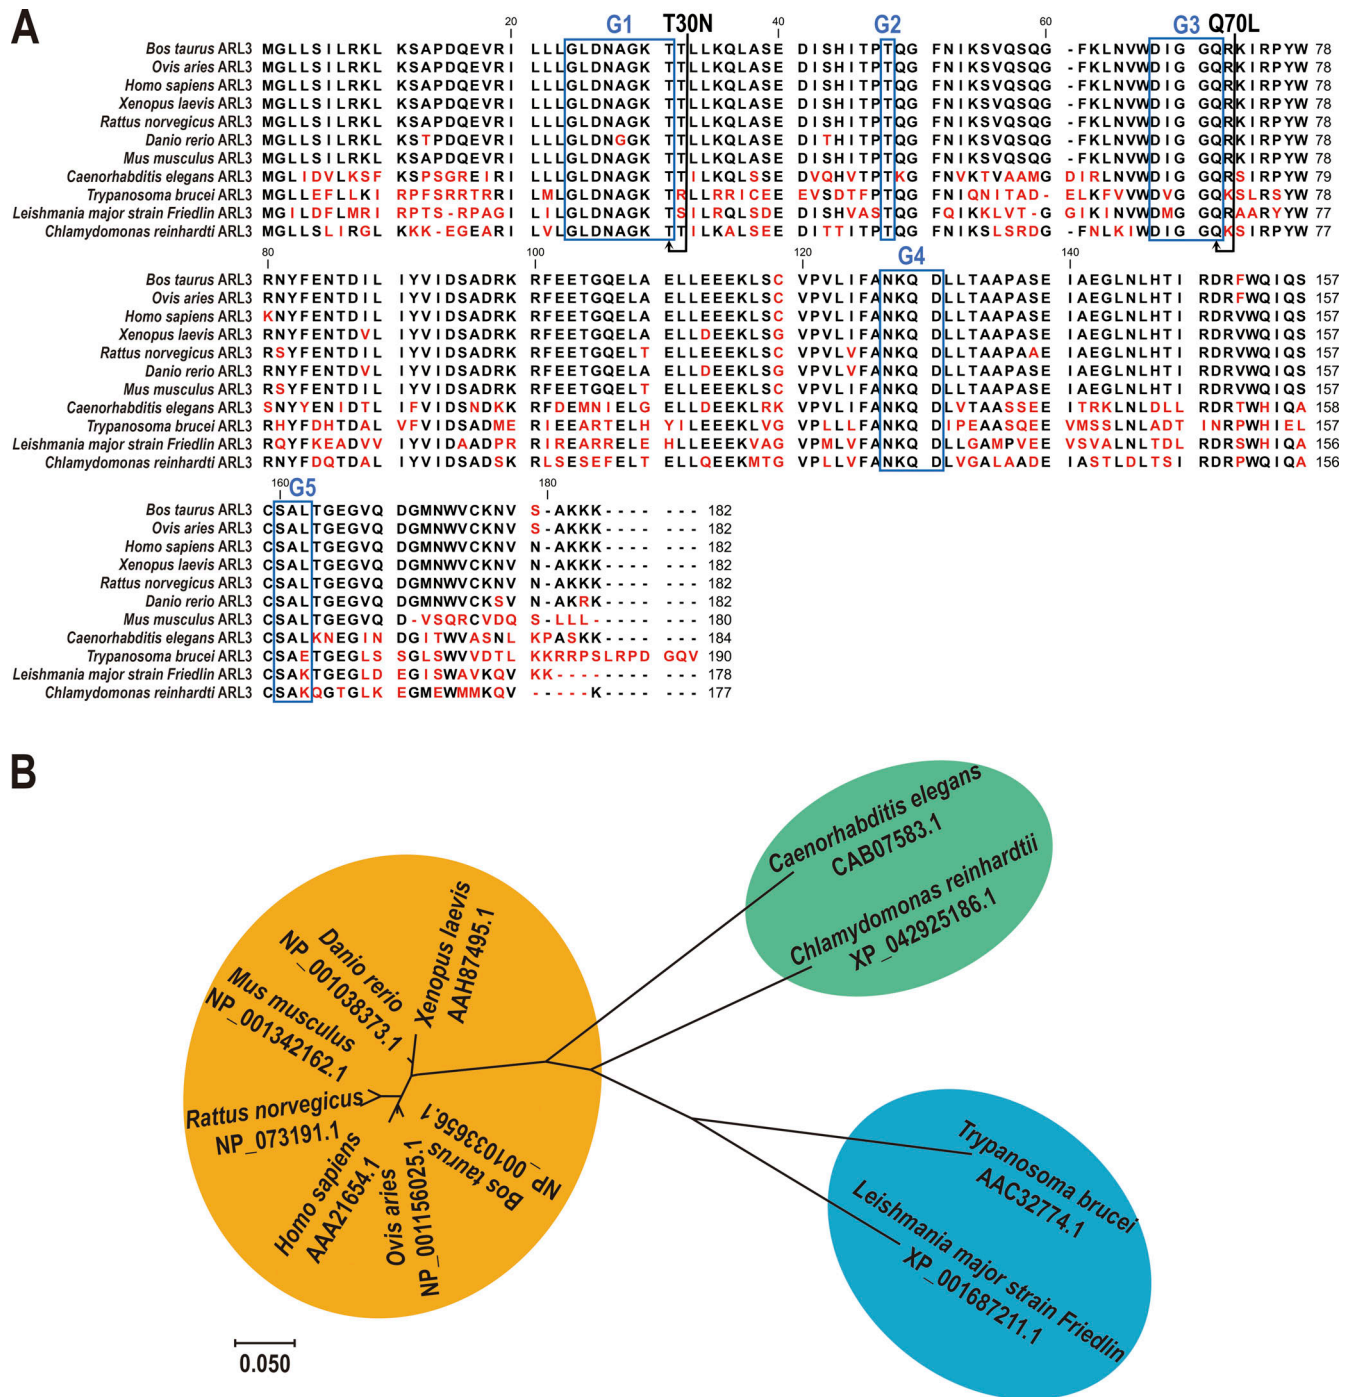 A
20 G1 T30N 40 G2 60 G3 Q70L
Bos taurus ARL3 MGLLSILRKL KSAPDQEVRI LLLGLDNAGK TTLLKQLASE DISHITPTQG FNIKSVQSQG -FKLNVWDIG GQRKIRPYW 78
Ovis aries ARL3 MGLLSILRKL KSAPDQEVRI LLLGLDNAGK TTLLKQLASE DISHITPTQG FNIKSVQSQG -FKLNVWDIG GQRKIRPYW 78
Homo sapiens ARL3 MGLLSILRKL KSAPDQEVRI LLLGLDNAGK TTLLKQLASE DISHITPTQG FNIKSVQSQG -FKLNVWDIG GQRKIRPYW 78
Xenopus laevis ARL3 MGLLSILRKL KSAPDQEVRI LLLGLDNAGK TTLLKQLASE DISHITPTQG FNIKSVQSQG -FKLNVWDIG GQRKIRPYW 78
Rattus norvegicus ARL3 MGLLSILRKL KSAPDQEVRI LLLGLDNAGK TTLLKQLASE DISHITPTQG FNIKSVQSQG -FKLNVWDIG GQRKIRPYW 78
Danio rerio ARL3 MGLLSILRKL KSTPDQEVRI LLLGLDNGGK TTLLKQLASE DITHITPTQG FNIKSVQSQG -FKLNVWDIG GQRKIRPYW 78
Mus musculus ARL3 MGLLSILRKL KSAPDQEVRI LLLGLDNAGK TTLLKQLASE DISHITPTQG FNIKSVQSQG -FKLNVWDIG GQRKIRPYW 78
Caenorhabditis elegans ARL3 MGLIDVLKSF KSPSGREIRI LLLGLDNAGK TTILKQLSSE DVQHVTPTKG FNVKTVAAMG DIRLNVWDIG GQRSIRPYW 79
Trypanosoma brucei ARL3 MGLLEFLLKI RPFSRRTRRI LMLGLDNAGK TRLLRRICEE EVSDTFPTQG FNIQNITAD- ELKFVVWDVG GQKSLRSYW 78
Leishmania major strain Friedlin ARL3 MGILDFLMRI RPTS-RPAGI LILGLDNAGK TSILRQLSDE DISHVASTQG FQIKKLVT-G GIKINVWDMG GQRAARYYW 77
Chlamydomonas reinhardti ARL3 MGLLSLIRGL KKK-EGEARI LVLGLDNAGK TTILKALSEE DITTITPTQG FNIKSLSRDG -FNLKIWDIG GQKSIRPYW 77
80 100 120 G4 140
Bos taurus ARL3 RNYFENTDIL IYVIDSADRK RFEETGQELA ELLEEEKLSC VPVLIFANKQ DLLTAAPASE IAEGLNLHTI RDRFWQIQS 157
Ovis aries ARL3 RNYFENTDIL IYVIDSADRK RFEETGQELA ELLEEEKLSC VPVLIFANKQ DLLTAAPASE IAEGLNLHTI RDRFWQIQS 157
Homo sapiens ARL3 KNYFENTDIL IYVIDSADRK RFEETGQELA ELLEEEKLSC VPVLIFANKQ DLLTAAPASE IAEGLNLHTI RDRVWQIQS 157
Xenopus laevis ARL3 RNYFENTDVL IYVIDSADRK RFEETGQELA ELLDEEKLSG VPVLIFANKQ DLLTAAPASE IAEGLNLHTI RDRVWQIQS 157
Rattus norvegicus ARL3 RSYFENTDIL IYVIDSADRK RFEETGQELT ELLEEEKLSC VPVLVFANKQ DLLTAAPAAE IAEGLNLHTI RDRVWQIQS 157
Danio rerio ARL3 RNYFENTDVL IYVIDSADRK RFEETGQELA ELLDEEKLSG VPVLVFANKQ DLLTAAPASE IAEGLNLHTI RDRVWQIQS 157
Mus musculus ARL3 RSYFENTDIL IYVIDSADRK RFEETGQELT ELLEEEKLSC VPVLIFANKQ DLLTAAPASE IAEGLNLHTI RDRVWQIQS 157
Caenorhabditis elegans ARL3 SNYYENIDTL IFVIDSNDKK RFDEMNIELG ELLDEEKLRK VPVLIFANKQ DLVTAASSEE ITRKLNLDLL RDRTWHIQA 158
Trypanosoma brucei ARL3 RHYFDHTDAL VFVIDSADME RIEEARTELH YILEEEKLVG VPLLLFANKQ DIPEAASQEE VMSSLNLADT INRPWHIEL 157
Leishmania major strain Friedlin ARL3 RQYFKEADVV IYVIDAADPR RIREARRELE HLLEEEKVAG VPMLVFANKQ DLLGAMPVEE VSVALNLTDL RDRSWHIQA 156
Chlamydomonas reinhardti ARL3 RNYFDQTDAL IYVIDSADSK RLSESEFELT ELLQEEKMTG VPLLVFANKQ DLVGALAADE IASTLDLTSI RDRPWQIQA 156
160 G5 180
Bos taurus ARL3 CSALTGEGVQ DGMNWVCKNV S-AKKK---- --- 182
Ovis aries ARL3 CSALTGEGVQ DGMNWVCKNV S-AKKK---- --- 182
Homo sapiens ARL3 CSALTGEGVQ DGMNWVCKNV N-AKKK---- --- 182
Xenopus laevis ARL3 CSALTGEGVQ DGMNWVCKNV N-AKKK---- --- 182
Rattus norvegicus ARL3 CSALTGEGVQ DGMNWVCKNV N-AKKK---- --- 182
Danio rerio ARL3 CSALTGEGVQ DGMNWVCKSV N-AKRK---- --- 182
Mus musculus ARL3 CSALTGEGVQ D-VSQRCVDQ S-LLL----- --- 180
Caenorhabditis elegans ARL3 CSALKNEGIN DGITWVASNL KPASKK---- --- 184
Trypanosoma brucei ARL3 CSAETGEGLS SGLSWVVDTL KKRRPSLRPD GQV 190
Leishmania major strain Friedlin ARL3 CSAKTGEGLD EGISWAVKQV KK-------- --- 178
Chlamydomonas reinhardti ARL3 CSAKQGTGLK EGMEWMMKQV -----K---- --- 177
B
Caenorhabditis elegans
CAB07583.1
Chlamydomonas reinhardtii
XP_042925186.1
Xenopus laevis
AAH87495.1
Danio rerio
NP_001038373.1
Mus musculus
NP_001342162.1
Rattus norvegicus
NP_073191.1
Homo sapiens
AAA21654.1
Ovis aries
NP_001156025.1
Bos taurus
NP_001033656.1
Trypanosoma brucei
AAC32774.1
Leishmania major strain Friedlin
XP_001687211.1
0.050